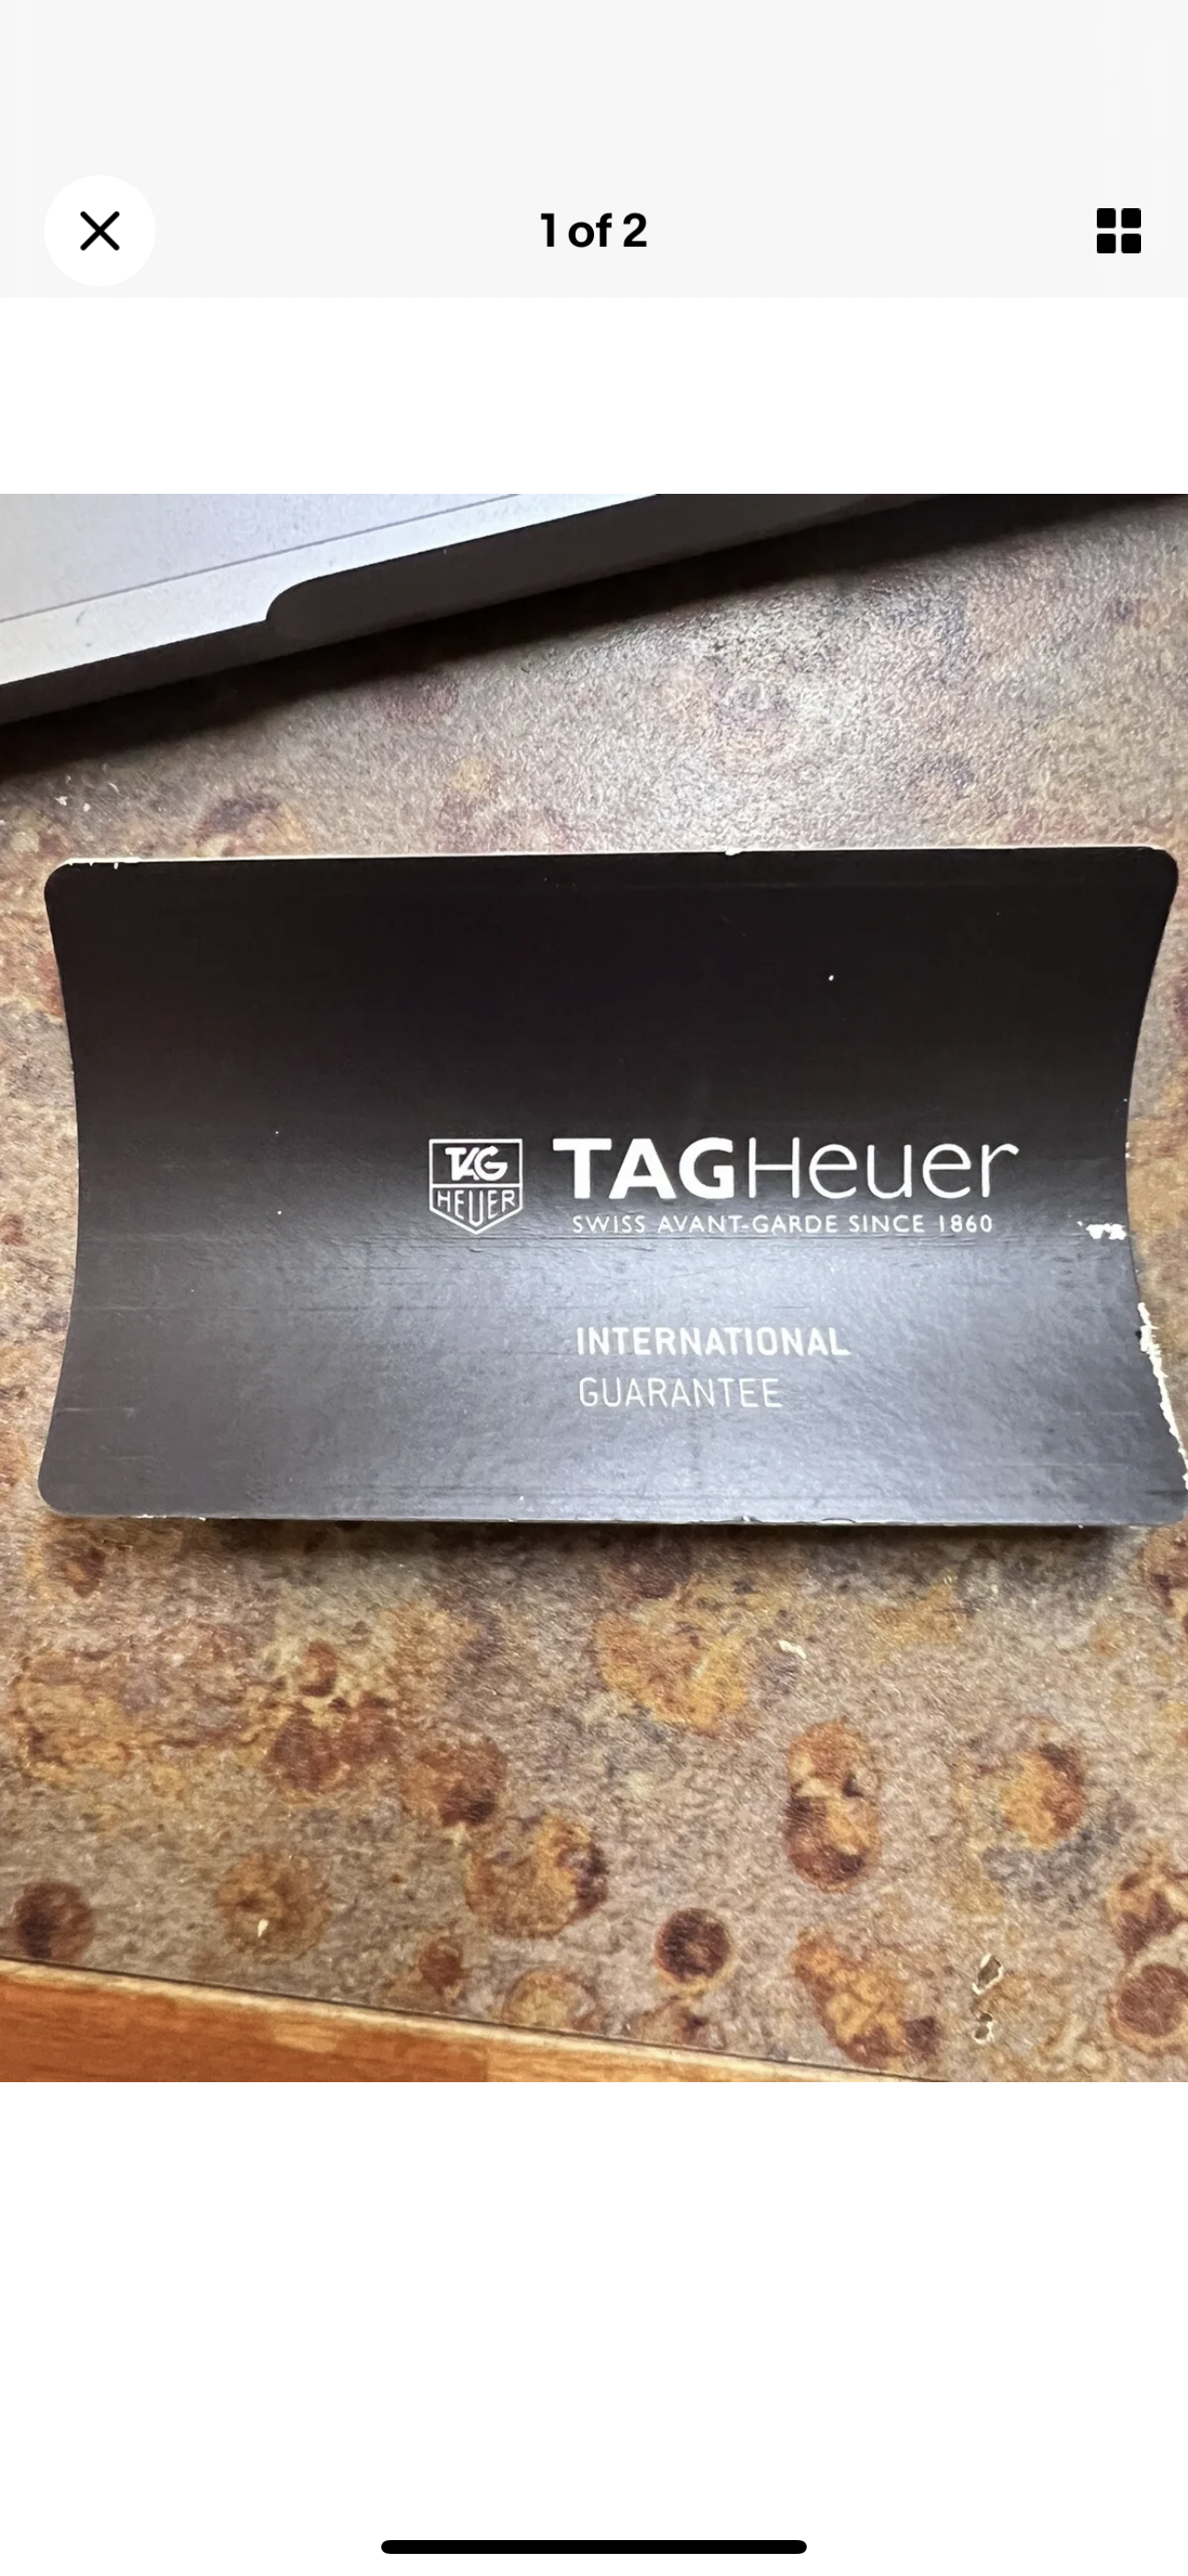 1 of 2
TAG HEUER
TAGHeuer
SWISS AVANT-GARDE SINCE 1860
INTERNATIONAL
GUARANTEE